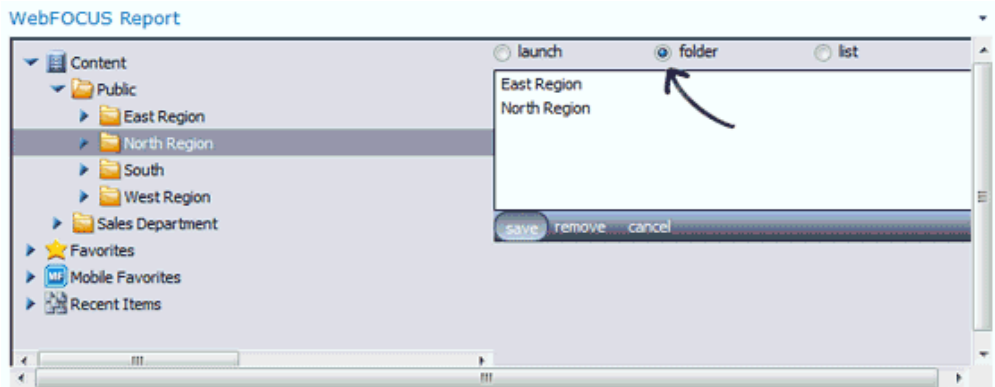 WebFOCUS Report
launch folder list
Content
Public
East Region
North Region
South
West Region
Sales Department
Favorites
MF Mobile Favorites
Recent Items
East Region
North Region
save remove cancel